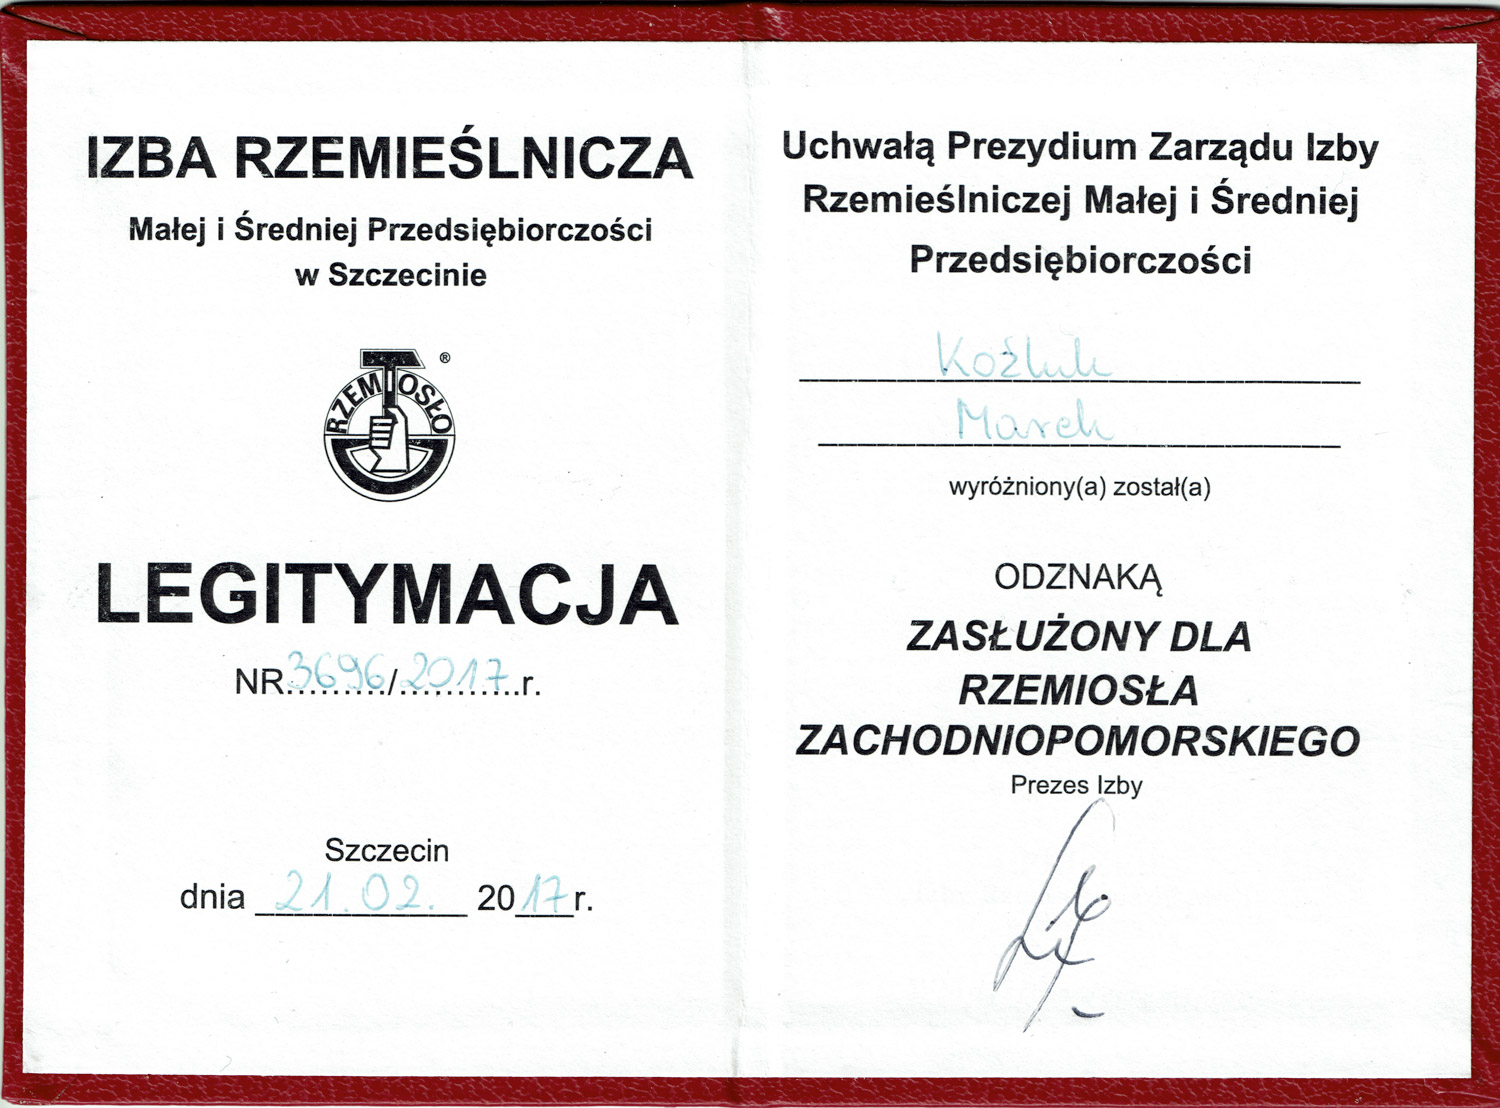 IZBA RZEMIEŚLNICZA
Małej i Średniej Przedsiębiorczości
w Szczecinie
RZEMIOSŁO ®
LEGITYMACJA
NR.3696/2017.r.
Szczecin
dnia 21.02. 2017r.
Uchwałą Prezydium Zarządu Izby
Rzemieślniczej Małej i Średniej
Przedsiębiorczości
Koźluk
Marek
wyróżniony(a) został(a)
ODZNAKĄ
ZASŁUŻONY DLA
RZEMIOSŁA
ZACHODNIOPOMORSKIEGO
Prezes Izby